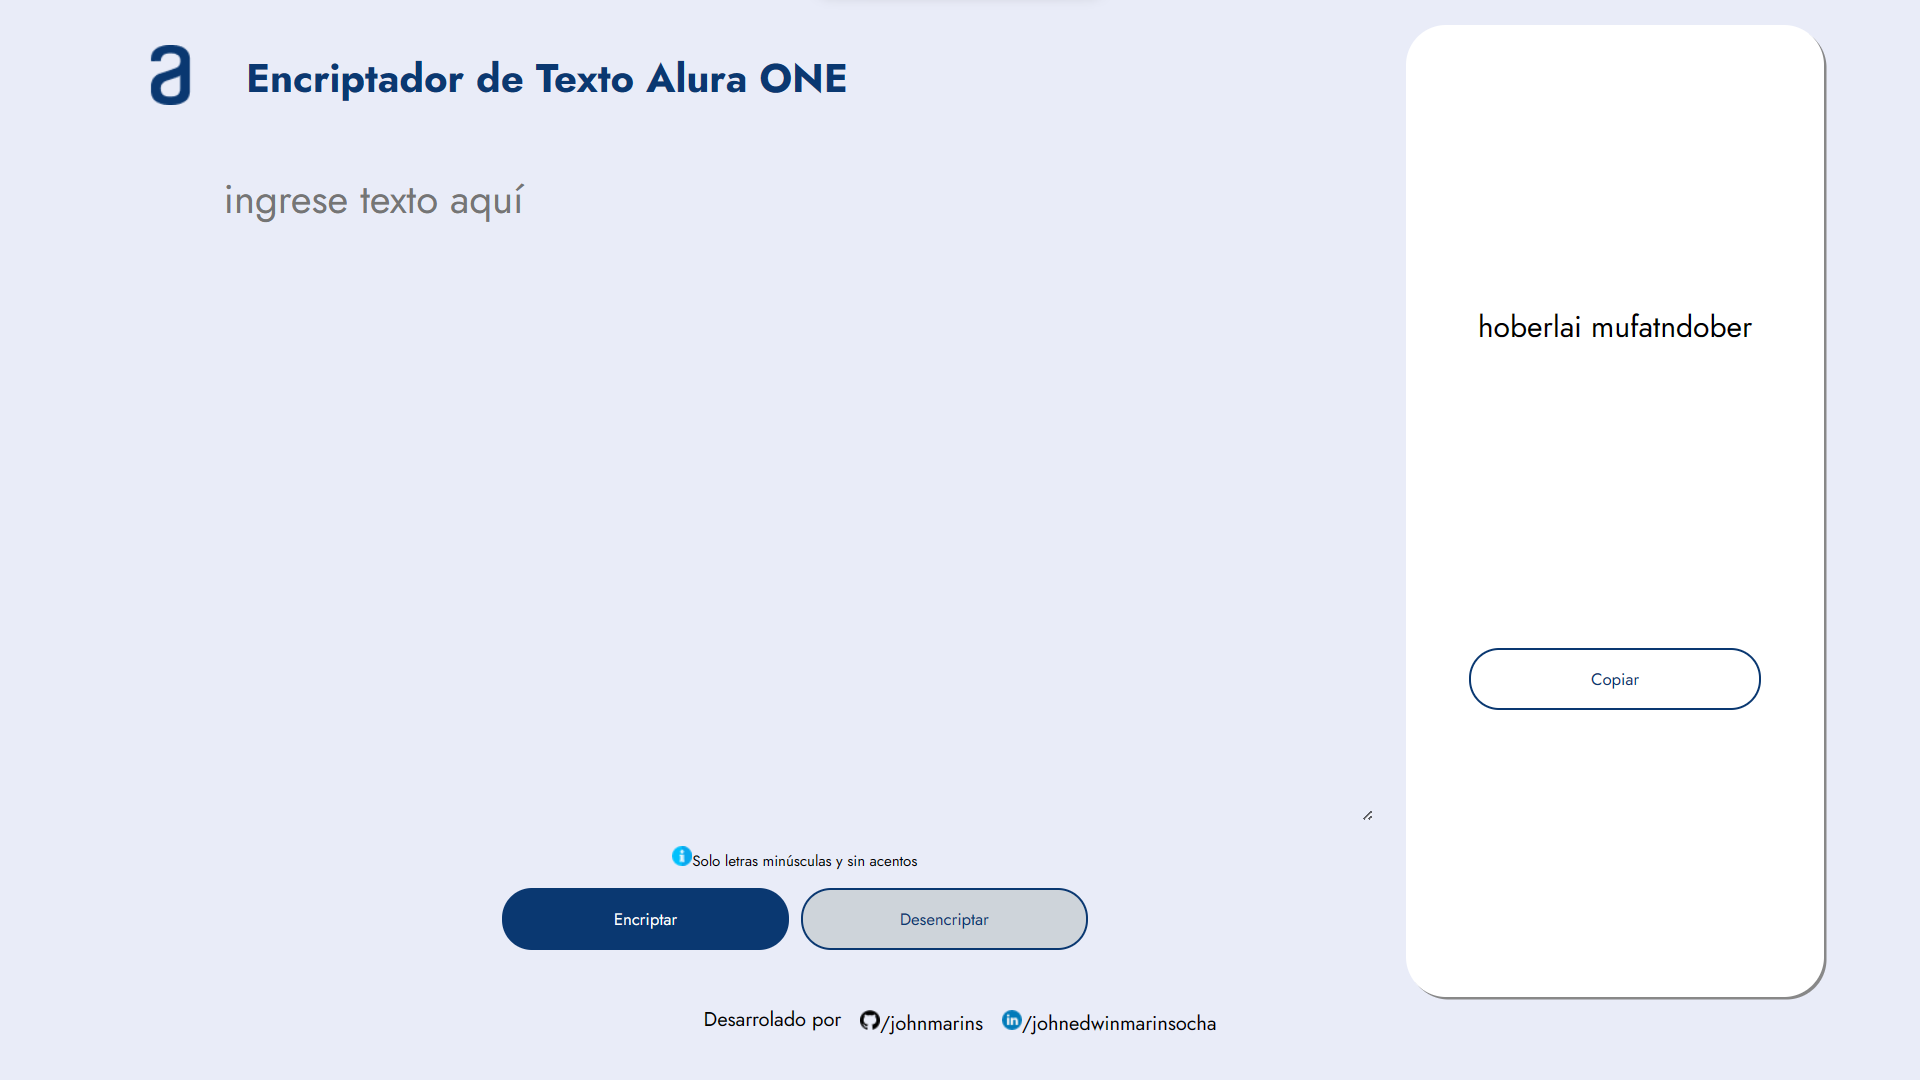 a
Encriptador de Texto Alura ONE
ingrese texto aquí
hoberlai mufatndober
Copiar
Solo letras minúsculas y sin acentos
Encriptar
Desencriptar
Desarrolado por /johnmarins /johnedwinmarinsocha